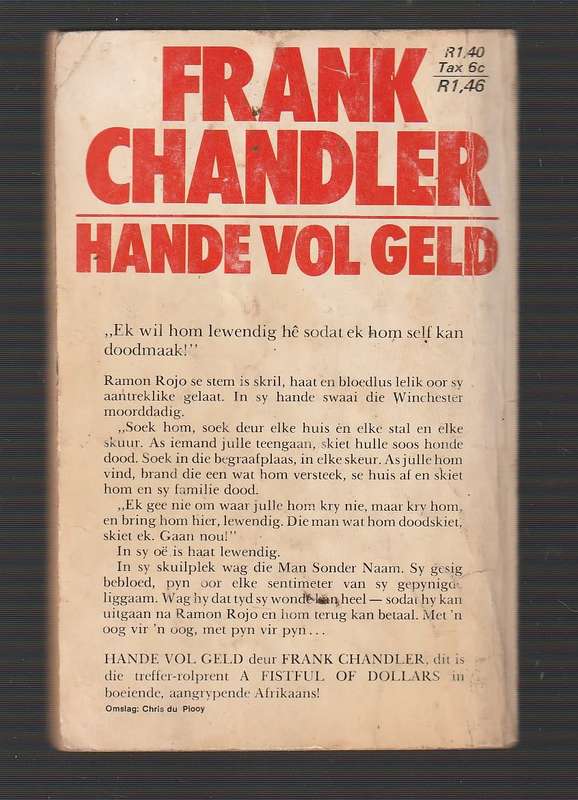 FRANK
CHANDLER
R1,40
Tax 6c
R1,46
HANDE VOL GELD
„Ek wil hom lewendig hê sodat ek hom self kan
doodmaak!”
Ramon Rojo se stem is skril, haat en bloedlus lelik oor sy
aantreklike gelaat. In sy hande swaai die Winchester
moorddadig.
„Soek hom, soek deur elke huis èn elke stal en elke
skuur. As iemand julle teengaan, skiet hulle soos honde
dood. Soek in die begraafplaas, in elke skeur. As julle hom
vind, brand die een wat hom versteek, se huis af en skiet
hom en sy familie dood.
„Ek gee nie om waar julle hom kry nie, maar kry hom,
en bring hom hier, lewendig. Die man wat hom doodskiet,
skiet ek. Gaan nou!”
In sy oë is haat lewendig.
In sy skuilplek wag die Man Sonder Naam. Sy gesig
bebloed, pyn oor elke sentimeter van sy gepynigde
liggaam. Wag hy dat tyd sy wonde kan heel — sodat hy kan
uitgaan na Ramon Rojo en hom terug kan betaal. Met 'n
oog vir 'n oog, met pyn vir pyn . . .
HANDE VOL GELD deur FRANK CHANDLER, dit is
die treffer-rolprent A FISTFUL OF DOLLARS in
boeiende, aangrypende Afrikaans!
Omslag: Chris du Plooy